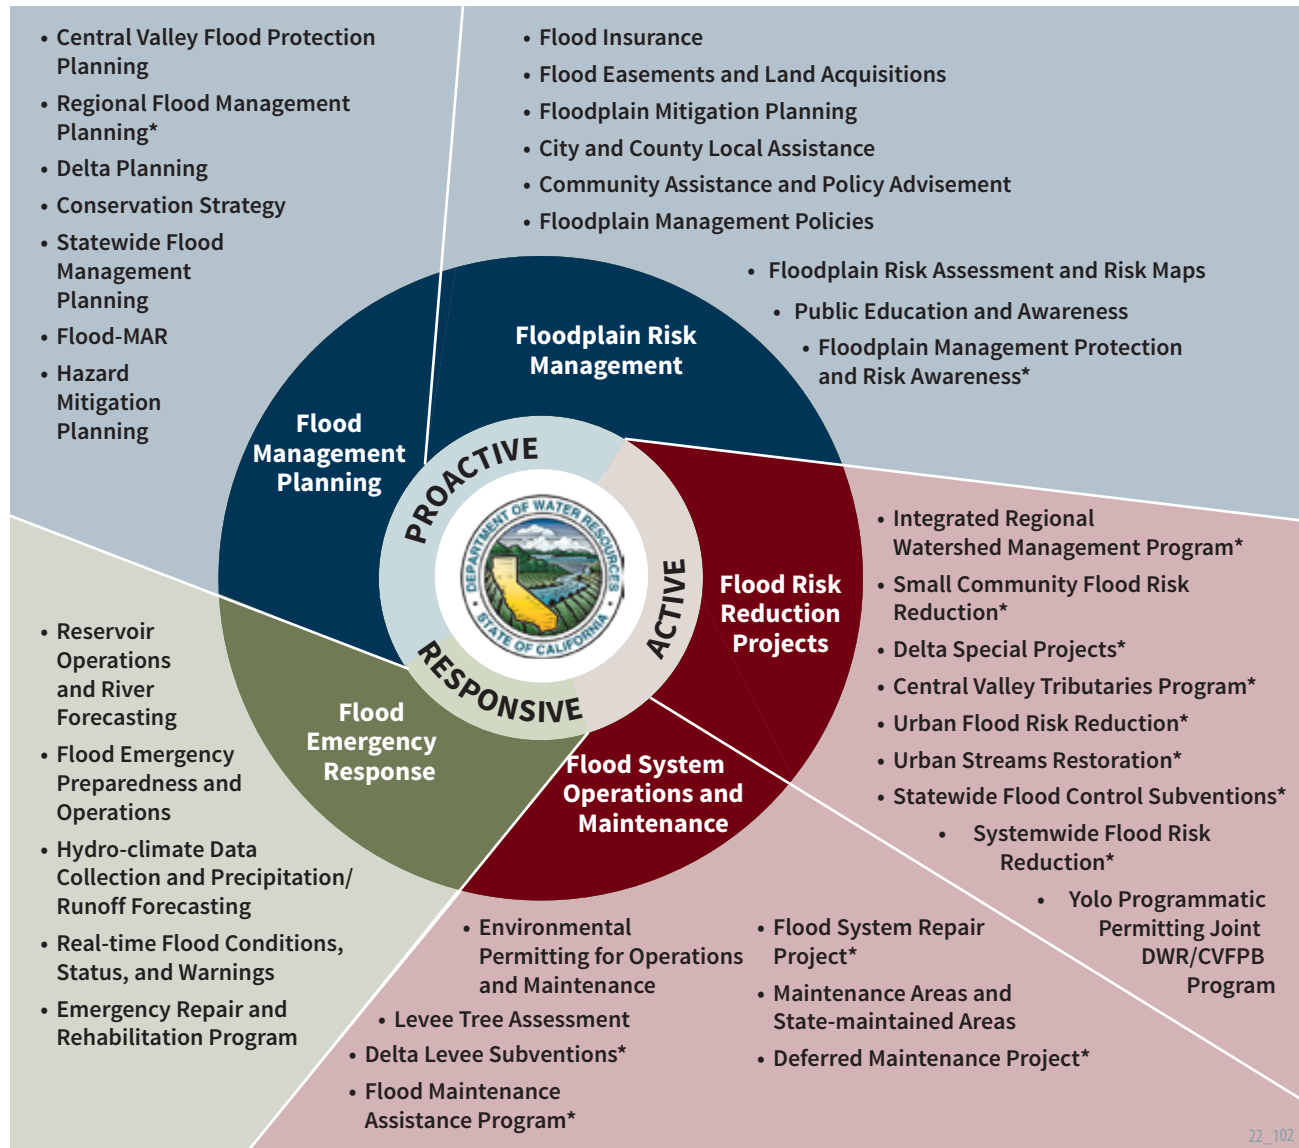 • Central Valley Flood Protection
Planning
• Regional Flood Management
Planning*
• Delta Planning
• Conservation Strategy
• Statewide Flood
Management
Planning
• Flood-MAR
• Hazard
Mitigation
Planning
• Flood Insurance
• Flood Easements and Land Acquisitions
• Floodplain Mitigation Planning
• City and County Local Assistance
• Community Assistance and Policy Advisement
• Floodplain Management Policies
• Floodplain Risk Assessment and Risk Maps
• Public Education and Awareness
• Floodplain Management Protection
and Risk Awareness*
Floodplain Risk
Management
Flood
Management
Planning
PROACTIVE
ACTIVE
RESPONSIVE
DEPARTMENT OF WATER RESOURCES
• STATE OF CALIFORNIA •
Flood Risk
Reduction
Projects
Flood
Emergency
Response
Flood System
Operations and
Maintenance
• Integrated Regional
Watershed Management Program*
• Small Community Flood Risk
Reduction*
• Delta Special Projects*
• Central Valley Tributaries Program*
• Urban Flood Risk Reduction*
• Urban Streams Restoration*
• Statewide Flood Control Subventions*
• Systemwide Flood Risk
Reduction*
• Yolo Programmatic
Permitting Joint
DWR/CVFPB
Program
• Reservoir
Operations
and River
Forecasting
• Flood Emergency
Preparedness and
Operations
• Hydro-climate Data
Collection and Precipitation/
Runoff Forecasting
• Real-time Flood Conditions,
Status, and Warnings
• Emergency Repair and
Rehabilitation Program
• Environmental
Permitting for Operations
and Maintenance
• Levee Tree Assessment
• Delta Levee Subventions*
• Flood Maintenance
Assistance Program*
• Flood System Repair
Project*
• Maintenance Areas and
State-maintained Areas
• Deferred Maintenance Project*
22_102